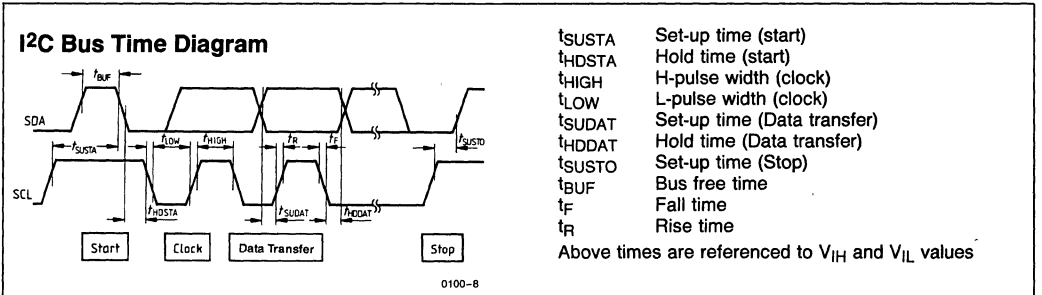 I²C Bus Time Diagram
tBUF
SDA
tSUSTA
tLOW
tHIGH
tR
tF
tSUSTO
SCL
tHDSTA
tSUDAT
tHDDAT
Start
Clock
Data Transfer
Stop
0100–8
tSUSTA Set-up time (start)
tHDSTA Hold time (start)
tHIGH H-pulse width (clock)
tLOW L-pulse width (clock)
tSUDAT Set-up time (Data transfer)
tHDDAT Hold time (Data transfer)
tSUSTO Set-up time (Stop)
tBUF Bus free time
tF Fall time
tR Rise time
Above times are referenced to VIH and VIL values